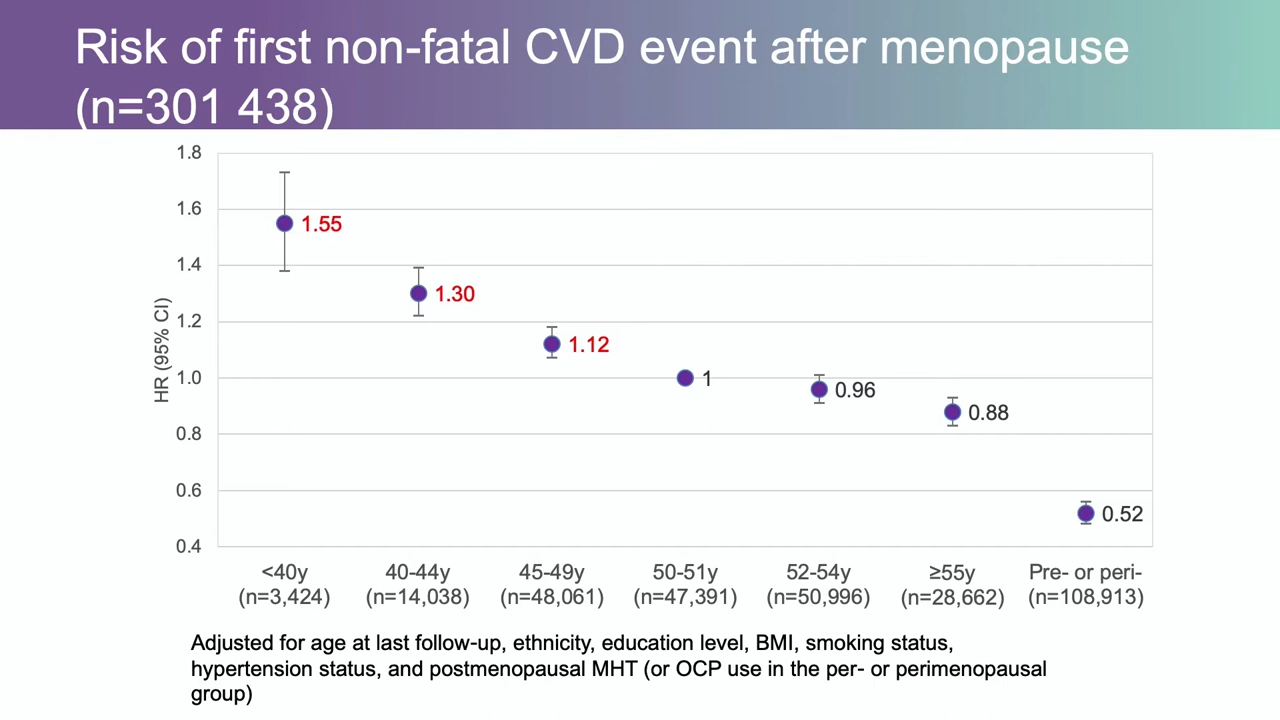 Risk of first non-fatal CVD event after menopause
(n=301 438)
1.8
1.6
1.4
1.2
1.0
0.8
0.6
0.4
HR (95% CI)
1.55
1.30
1.12
1
0.96
0.88
0.52
<40y 40-44y 45-49y 50-51y 52-54y ≥55y Pre- or peri-
(n=3,424) (n=14,038) (n=48,061) (n=47,391) (n=50,996) (n=28,662) (n=108,913)
Adjusted for age at last follow-up, ethnicity, education level, BMI, smoking status,
hypertension status, and postmenopausal MHT (or OCP use in the per- or perimenopausal
group)